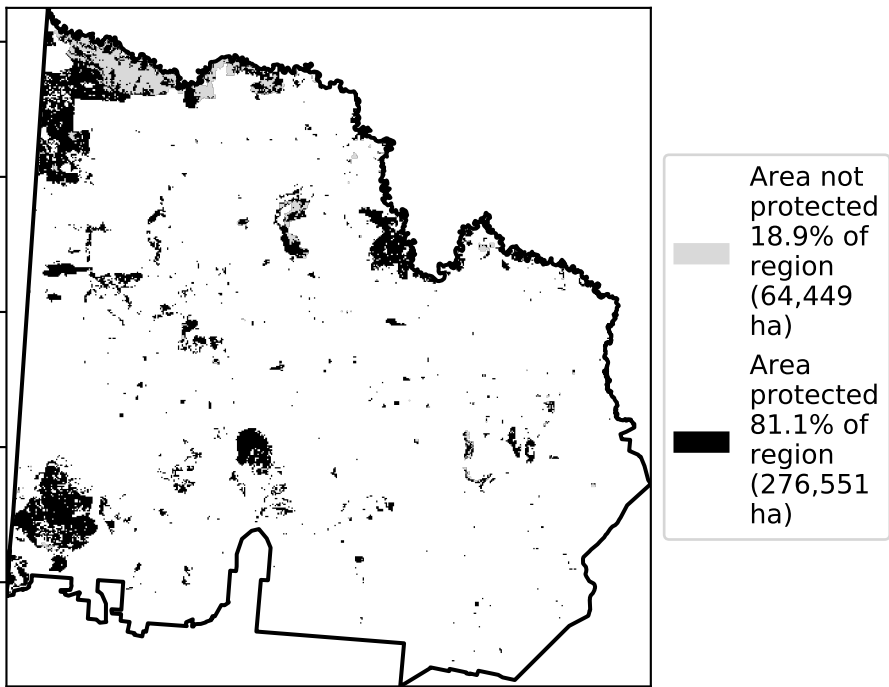 Area not
protected
18.9% of
region
(64,449
ha)
Area
protected
81.1% of
region
(276,551
ha)